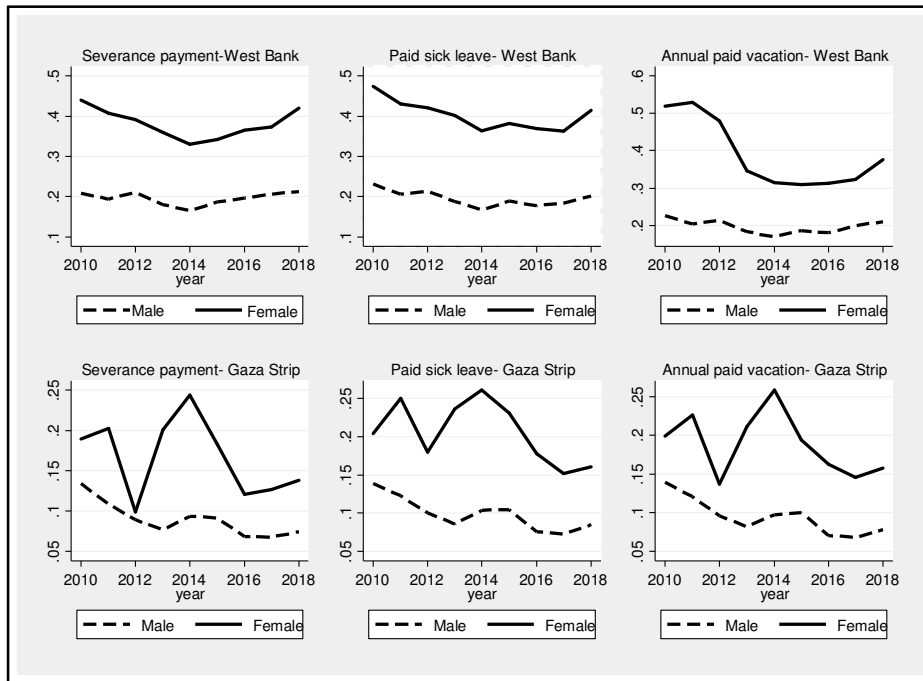 Severance payment-West Bank
.5
.4
.3
.2
.1
2010 2012 2014 2016 2018
year
Male Female
Paid sick leave- West Bank
.5
.4
.3
.2
.1
2010 2012 2014 2016 2018
year
Male Female
Annual paid vacation- West Bank
.6
.5
.4
.3
.2
2010 2012 2014 2016 2018
year
Male Female
Severance payment- Gaza Strip
.25
.2
.15
.1
.05
2010 2012 2014 2016 2018
year
Male Female
Paid sick leave- Gaza Strip
.25
.2
.15
.1
.05
2010 2012 2014 2016 2018
year
Male Female
Annual paid vacation- Gaza Strip
.25
.2
.15
.1
.05
2010 2012 2014 2016 2018
year
Male Female